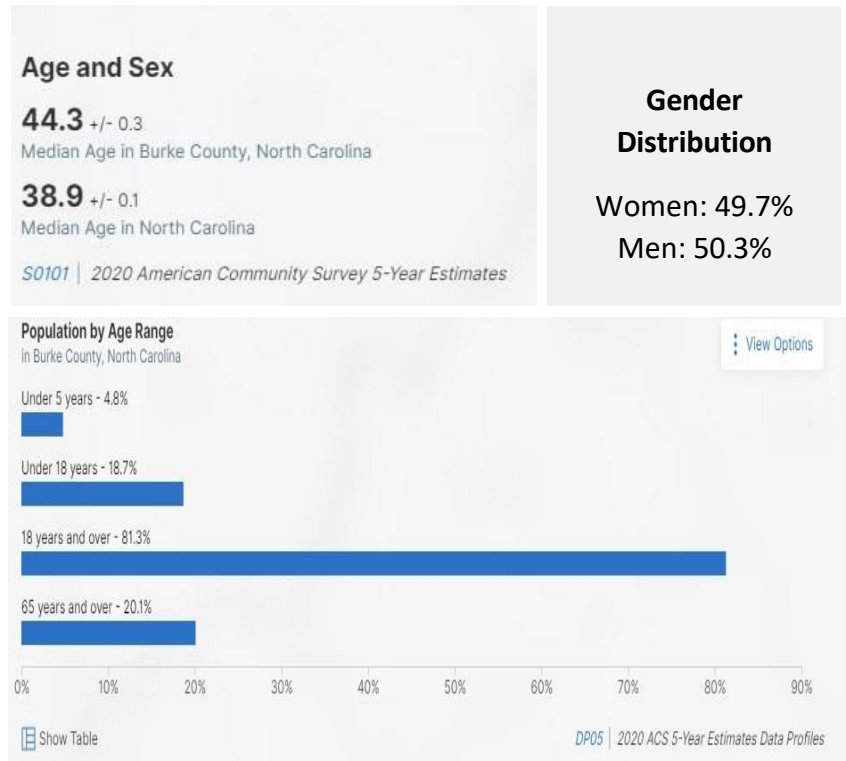 Age and Sex
44.3 +/- 0.3
Median Age in Burke County, North Carolina
38.9 +/- 0.1
Median Age in North Carolina
S0101 | 2020 American Community Survey 5-Year Estimates
Gender
Distribution
Women: 49.7%
Men: 50.3%
Population by Age Range
in Burke County, North Carolina
View Options
Under 5 years - 4.8%
Under 18 years - 18.7%
18 years and over - 81.3%
65 years and over - 20.1%
0% 10% 20% 30% 40% 50% 60% 70% 80% 90%
Show Table
DP05 | 2020 ACS 5-Year Estimates Data Profiles